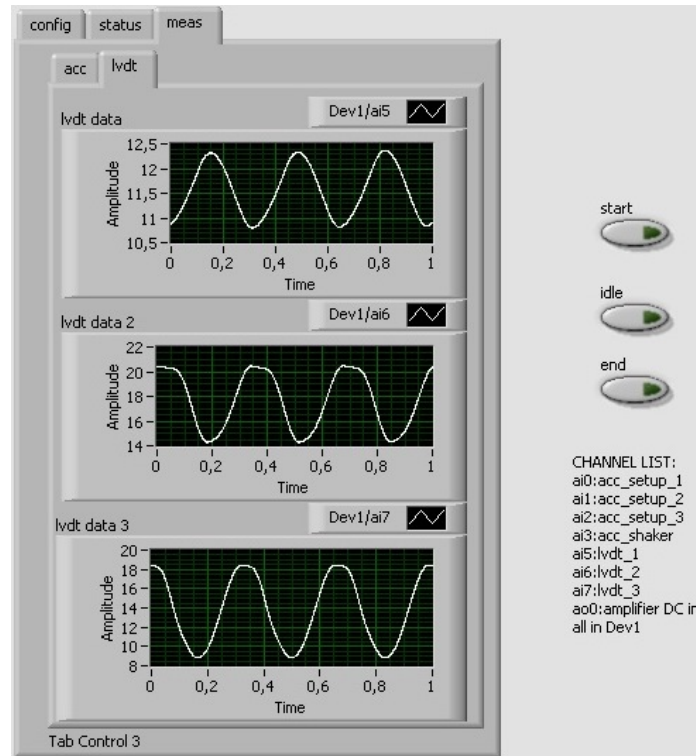 config status meas
acc lvdt
lvdt data
Dev1/ai5
Amplitude
12,5
12
11,5
11
10,5
0 0,2 0,4 0,6 0,8 1
Time
lvdt data 2
Dev1/ai6
Amplitude
22
20
18
16
14
0 0,2 0,4 0,6 0,8 1
Time
lvdt data 3
Dev1/ai7
Amplitude
20
18
16
14
12
10
8
0 0,2 0,4 0,6 0,8 1
Time
Tab Control 3
start
idle
end
CHANNEL LIST:
ai0:acc_setup_1
ai1:acc_setup_2
ai2:acc_setup_3
ai3:acc_shaker
ai5:lvdt_1
ai6:lvdt_2
ai7:lvdt_3
ao0:amplifier DC in
all in Dev1